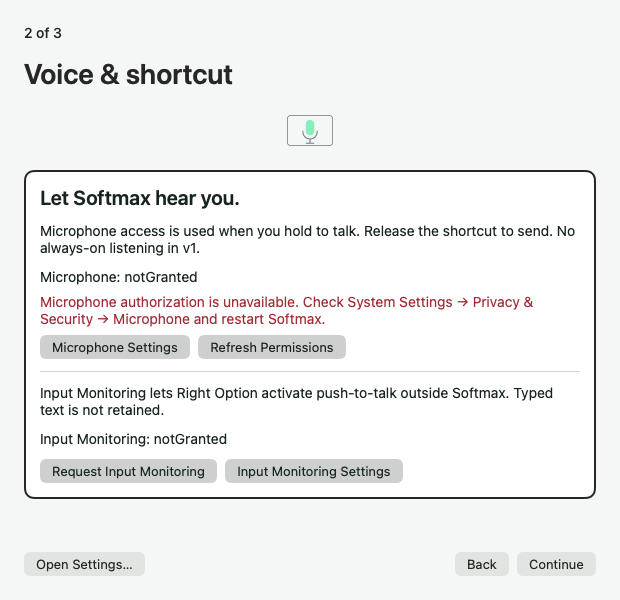 2 of 3
Voice & shortcut
Let Softmax hear you.
Microphone access is used when you hold to talk. Release the shortcut to send. No
always-on listening in v1.
Microphone: notGranted
Microphone authorization is unavailable. Check System Settings → Privacy &
Security → Microphone and restart Softmax.
Microphone Settings
Refresh Permissions
Input Monitoring lets Right Option activate push-to-talk outside Softmax. Typed
text is not retained.
Input Monitoring: notGranted
Request Input Monitoring
Input Monitoring Settings
Open Settings...
Back
Continue